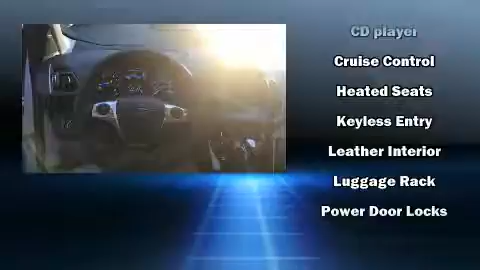 CD player
Cruise Control
Heated Seats
Keyless Entry
Leather Interior
Luggage Rack
Power Door Locks